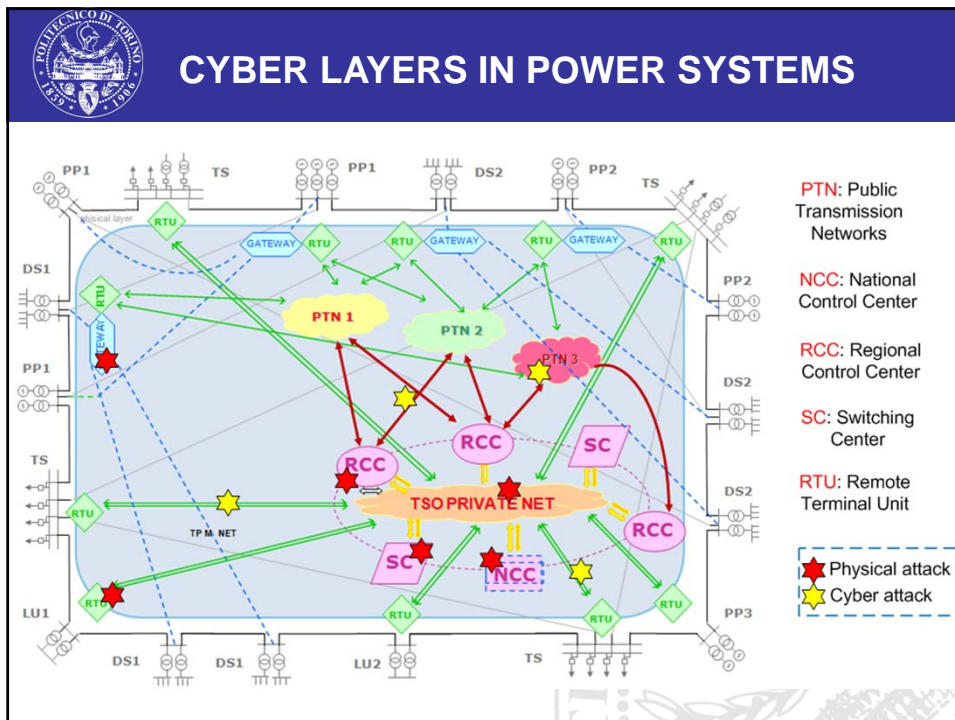 POLITECNICO DI TORINO
1859 1906
CYBER LAYERS IN POWER SYSTEMS
PP1
TS
PP1
DS2
PP2
TS
phisical layer
RTU
GATEWAY
RTU
RTU
GATEWAY
RTU
GATEWAY
RTU
DS1
RTU
PP2
PTN 1
PTN 2
PTN 3
PP1
DS2
RCC
RCC
SC
TS
TSO PRIVATE NET
DS2
RTU
RCC
SC
NCC
RTU
RTU
RTU
RTU
LU1
PP3
DS1
DS1
LU2
TS
PTN: Public
Transmission
Networks
NCC: National
Control Center
RCC: Regional
Control Center
SC: Switching
Center
RTU: Remote
Terminal Unit
Physical attack
Cyber attack